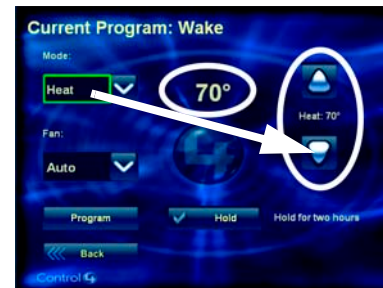 Current Program: Wake
Mode:
Heat
70°
Heat: 70°
Fan:
Auto
Program
Hold
Hold for two hours
Back
Control4